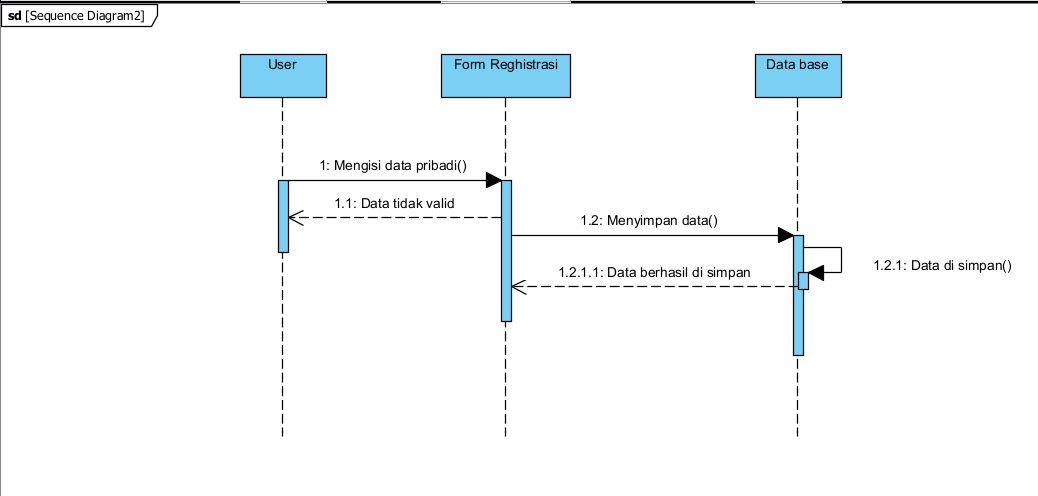 sd [Sequence Diagram2]
User
Form Reghistrasi
Data base
1: Mengisi data pribadi()
1.1: Data tidak valid
1.2: Menyimpan data()
1.2.1: Data di simpan()
1.2.1.1: Data berhasil di simpan